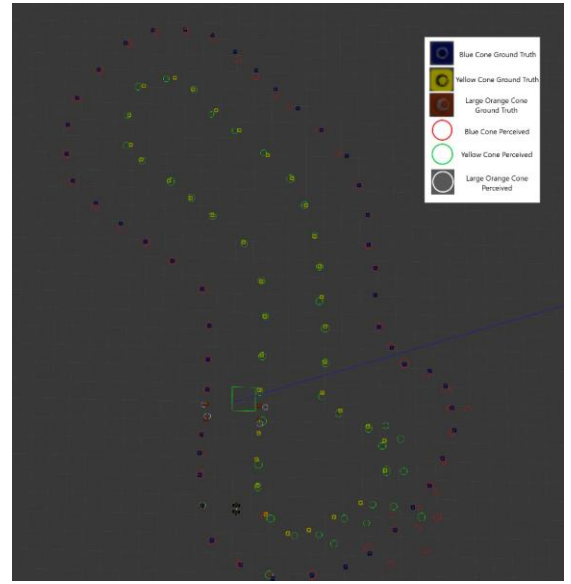 Blue Cone Ground Truth
Yellow Cone Ground Truth
Large Orange Cone
Ground Truth
Blue Cone Perceived
Yellow Cone Perceived
Large Orange Cone
Perceived